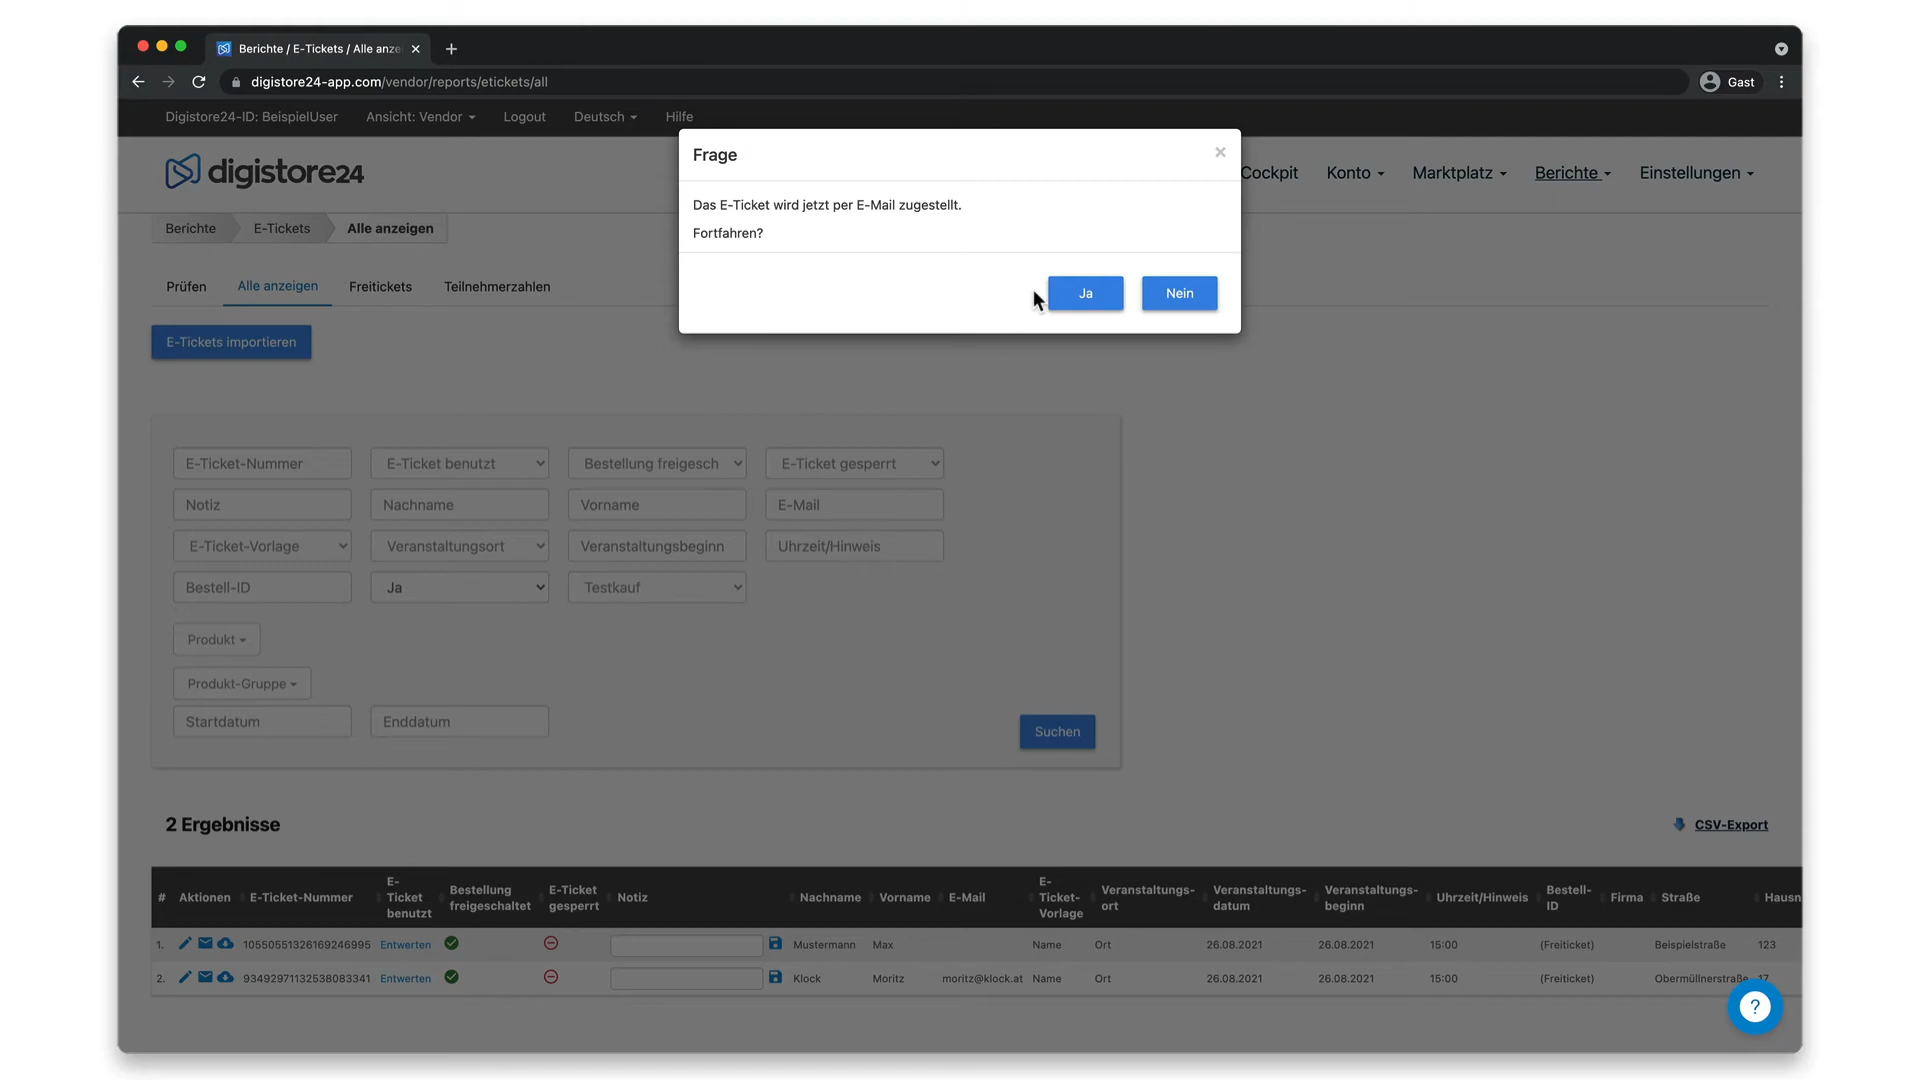 Berichte / E-Tickets / Alle anze
digistore24-app.com/vendor/reports/etickets/all
Gast
Digistore24-ID: BeispielUser Ansicht: Vendor Logout Deutsch Hilfe
digistore24
Cockpit Konto Marktplatz Berichte Einstellungen
Frage
×
Das E-Ticket wird jetzt per E-Mail zugestellt.
Fortfahren?
Ja Nein
Berichte E-Tickets Alle anzeigen
Prüfen Alle anzeigen Freitickets Teilnehmerzahlen
E-Tickets importieren
E-Ticket-Nummer E-Ticket benutzt Bestellung freigesch E-Ticket gesperrt
Notiz Nachname Vorname E-Mail
E-Ticket-Vorlage Veranstaltungsort Veranstaltungsbeginn Uhrzeit/Hinweis
Bestell-ID Ja Testkauf
Produkt
Produkt-Gruppe
Startdatum Enddatum
Suchen
2 Ergebnisse
CSV-Export
# Aktionen E-Ticket-Nummer E-Ticket benutzt Bestellung freigeschaltet E-Ticket gesperrt Notiz Nachname Vorname E-Mail E-Ticket-Vorlage Veranstaltungs-ort Veranstaltungs-datum Veranstaltungs-beginn Uhrzeit/Hinweis Bestell-ID Firma Straße Hausn
1. 10550551326169246995 Entwerten Mustermann Max Name Ort 26.08.2021 26.08.2021 15:00 (Freiticket) Beispielstraße 123
2. 93492971132538083341 Entwerten Klock Moritz moritz@klock.at Name Ort 26.08.2021 26.08.2021 15:00 (Freiticket) Obermüllnerstraße 17
?